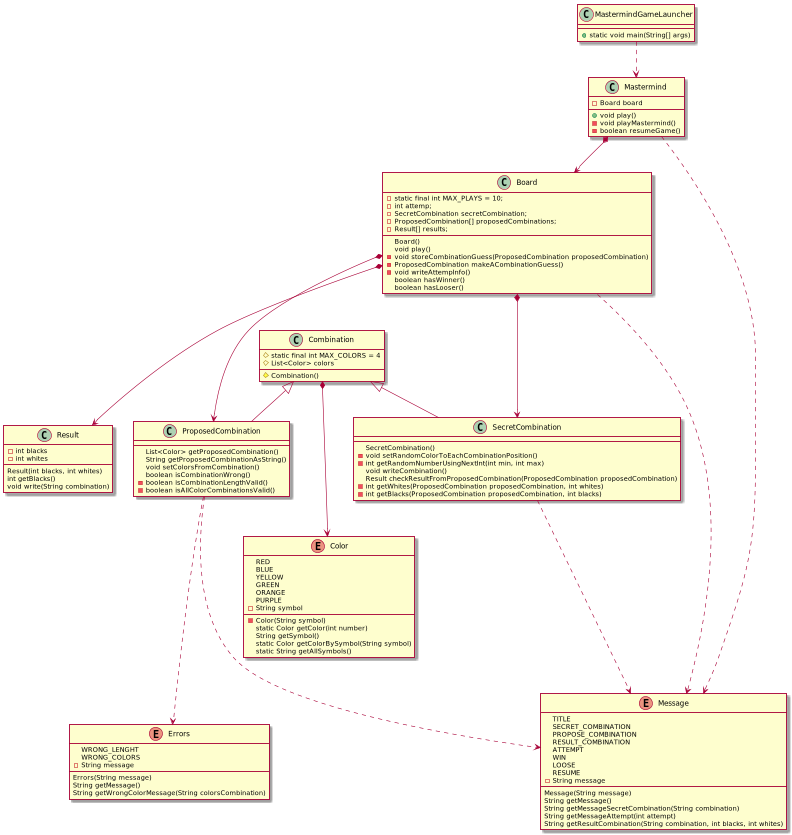 C MastermindGameLauncher
static void main(String[] args)
C Mastermind
Board board
void play()
void playMastermind()
boolean resumeGame()
C Board
static final int MAX_PLAYS = 10;
int attemp;
SecretCombination secretCombination;
ProposedCombination[] proposedCombinations;
Result[] results;
Board()
void play()
void storeCombinationGuess(ProposedCombination proposedCombination)
ProposedCombination makeACombinationGuess()
void writeAttempInfo()
boolean hasWinner()
boolean hasLooser()
C Combination
static final int MAX_COLORS = 4
List<Color> colors
Combination()
C Result
int blacks
int whites
Result(int blacks, int whites)
int getBlacks()
void write(String combination)
C ProposedCombination
List<Color> getProposedCombination()
String getProposedCombinationAsString()
void setColorsFromCombination()
boolean isCombinationWrong()
boolean isCombinationLengthValid()
boolean isAllColorCombinationsValid()
C SecretCombination
SecretCombination()
void setRandomColorToEachCombinationPosition()
int getRandomNumberUsingNextInt(int min, int max)
void writeCombination()
Result checkResultFromProposedCombination(ProposedCombination proposedCombination)
int getWhites(ProposedCombination proposedCombination, int whites)
int getBlacks(ProposedCombination proposedCombination, int blacks)
E Color
RED
BLUE
YELLOW
GREEN
ORANGE
PURPLE
String symbol
Color(String symbol)
static Color getColor(int number)
String getSymbol()
static Color getColorBySymbol(String symbol)
static String getAllSymbols()
E Errors
WRONG_LENGHT
WRONG_COLORS
String message
Errors(String message)
String getMessage()
String getWrongColorMessage(String colorsCombination)
E Message
TITLE
SECRET_COMBINATION
PROPOSE_COMBINATION
RESULT_COMBINATION
ATTEMPT
WIN
LOOSE
RESUME
String message
Message(String message)
String getMessage()
String getMessageSecretCombination(String combination)
String getMessageAttempt(int attempt)
String getResultCombination(String combination, int blacks, int whites)